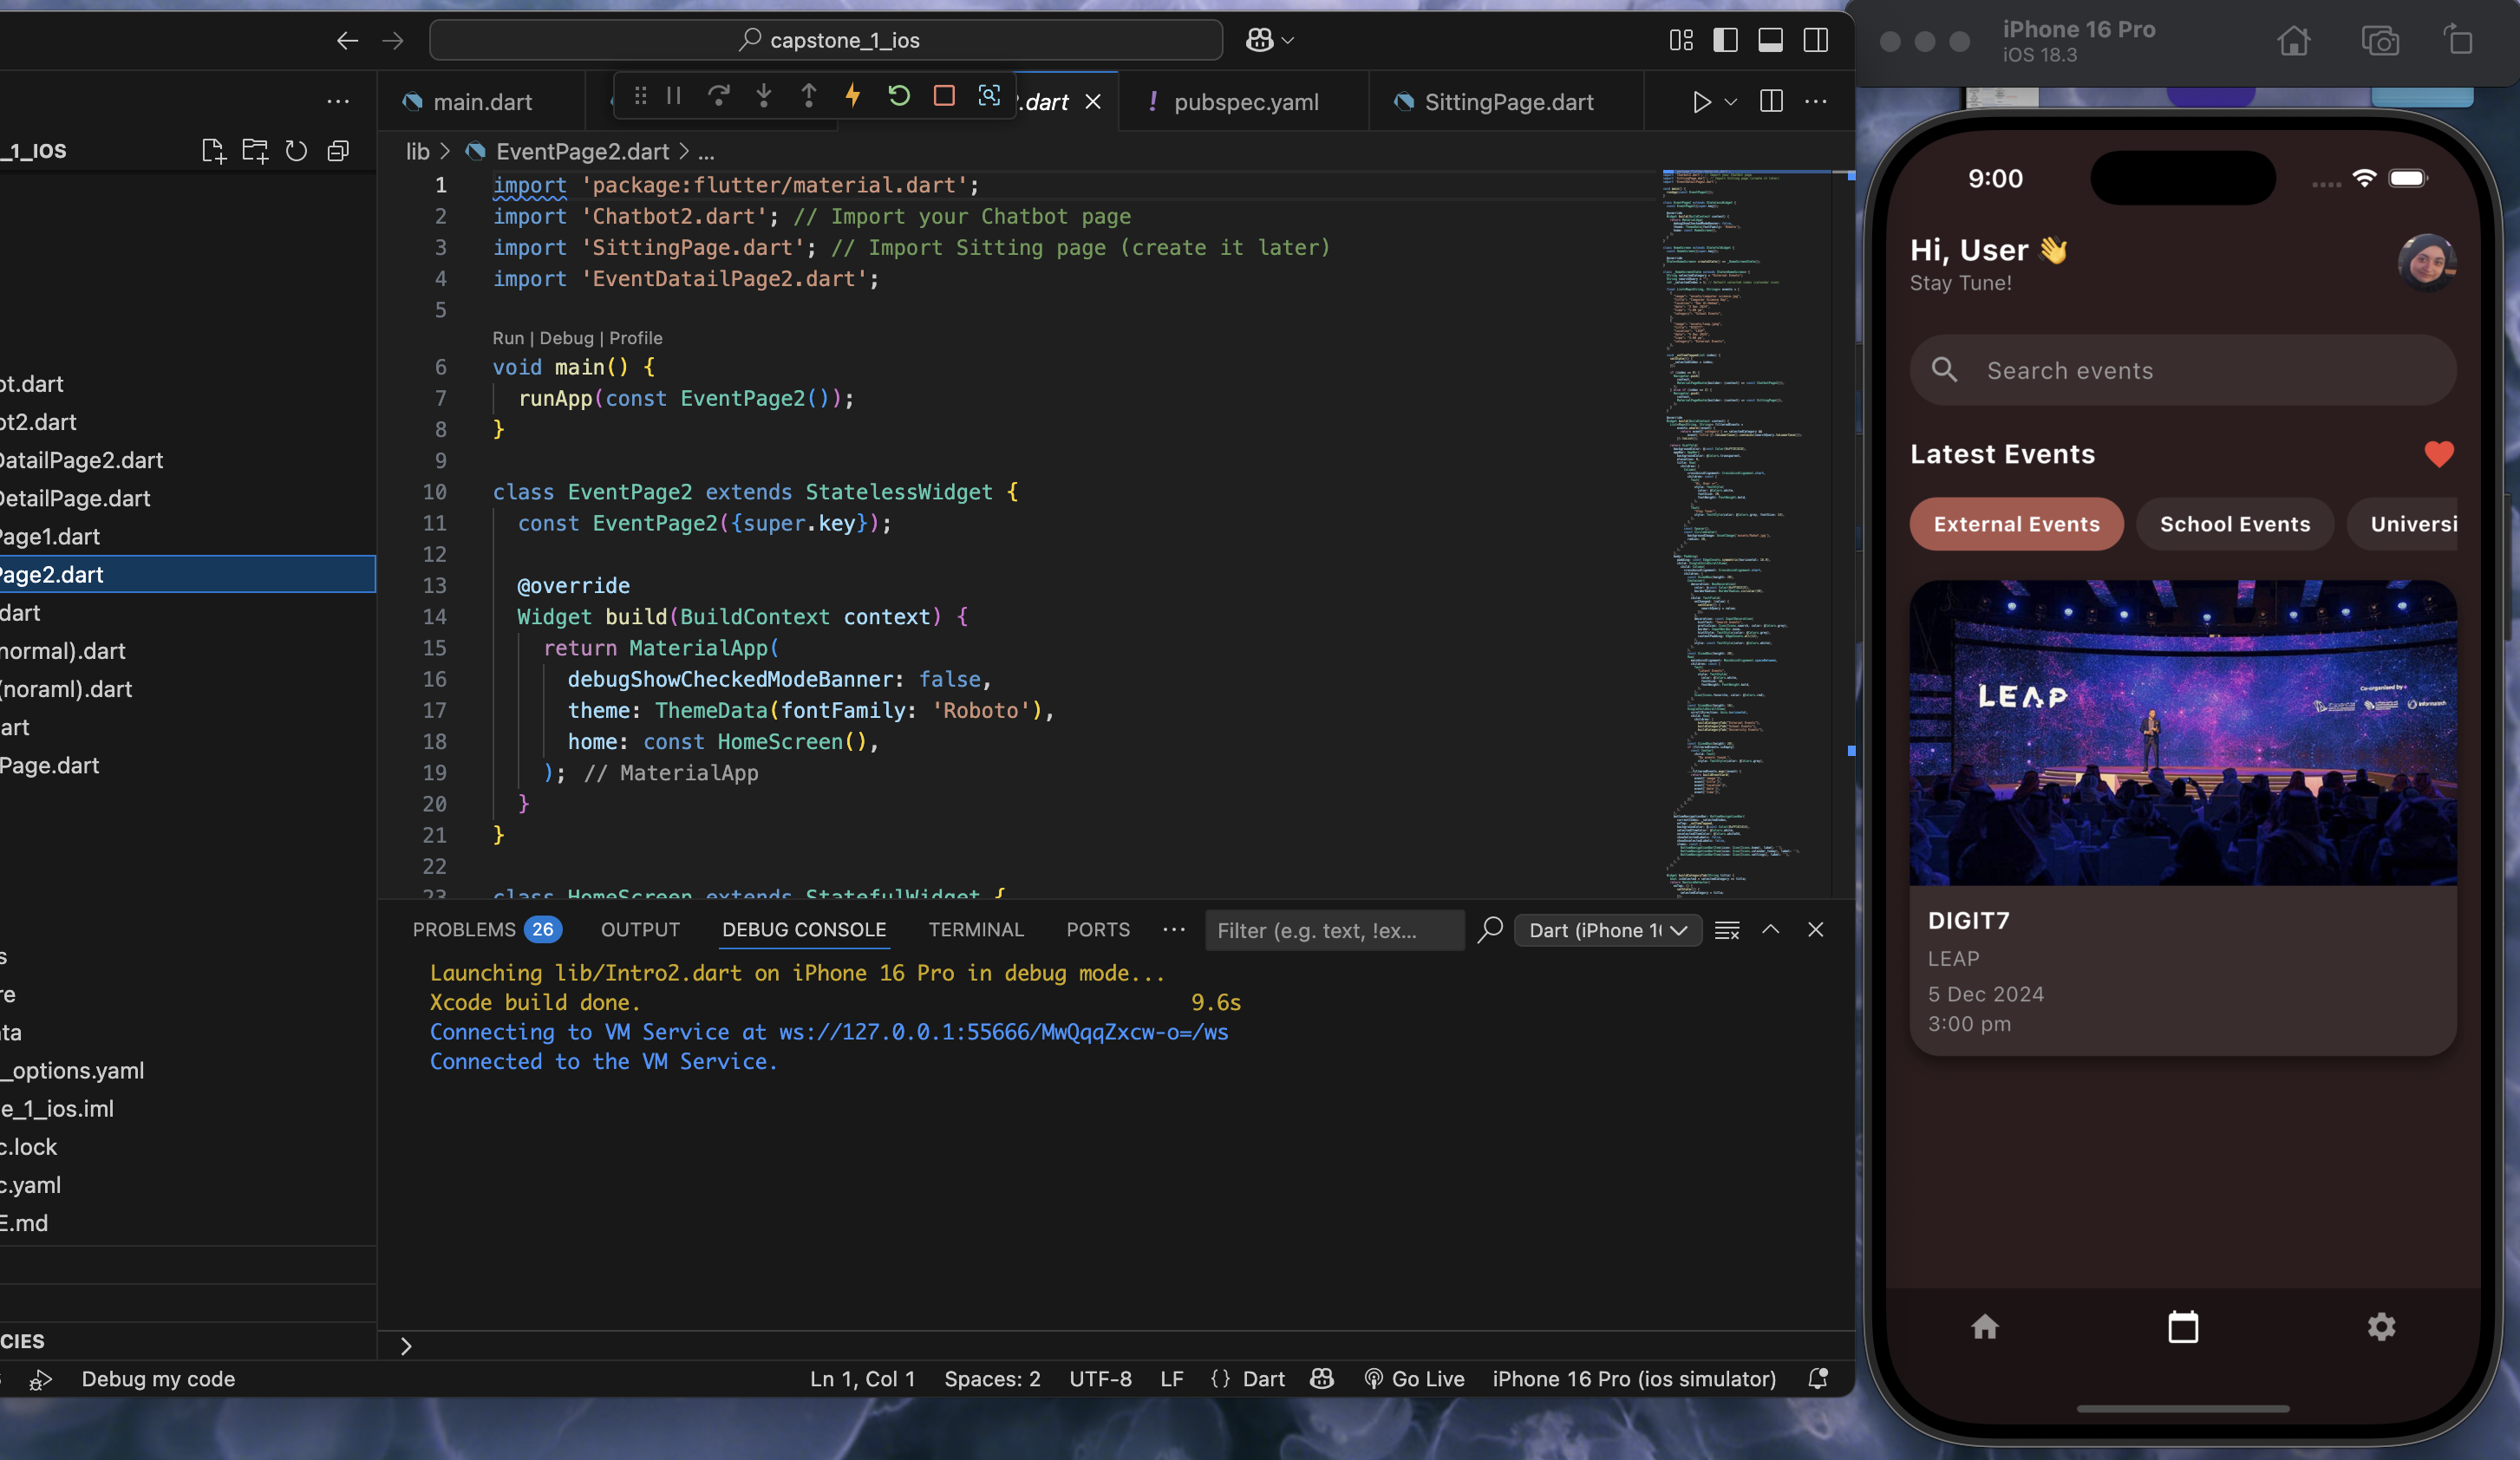 capstone_1_ios
main.dart
.dart
pubspec.yaml
SittingPage.dart
_1_IOS
lib > EventPage2.dart > ...
ot.dart
ot2.dart
DatailPage2.dart
DetailPage.dart
Page1.dart
Page2.dart
dart
normal).dart
(noraml).dart
art
Page.dart
s
re
ta
_options.yaml
e_1_ios.iml
c.lock
c.yaml
E.md
CIES
1 import 'package:flutter/material.dart';
2 import 'Chatbot2.dart'; // Import your Chatbot page
3 import 'SittingPage.dart'; // Import Sitting page (create it later)
4 import 'EventDatailPage2.dart';
5
Run | Debug | Profile
6 void main() {
7 runApp(const EventPage2());
8 }
9
10 class EventPage2 extends StatelessWidget {
11 const EventPage2({super.key});
12
13 @override
14 Widget build(BuildContext context) {
15 return MaterialApp(
16 debugShowCheckedModeBanner: false,
17 theme: ThemeData(fontFamily: 'Roboto'),
18 home: const HomeScreen(),
19 ); // MaterialApp
20 }
21 }
22
23 class HomeScreen extends StatefulWidget {
PROBLEMS 26 OUTPUT DEBUG CONSOLE TERMINAL PORTS ... Filter (e.g. text, !ex... Dart (iPhone 1
Launching lib/Intro2.dart on iPhone 16 Pro in debug mode...
Xcode build done. 9.6s
Connecting to VM Service at ws://127.0.0.1:55666/MwQqqZxcw-o=/ws
Connected to the VM Service.
Debug my code
Ln 1, Col 1 Spaces: 2 UTF-8 LF {} Dart Go Live iPhone 16 Pro (ios simulator)
iPhone 16 Pro
iOS 18.3
9:00
Hi, User 👋
Stay Tune!
Search events
Latest Events
External Events School Events Universi
LEAP
Co-organised by
informatech
DIGIT7
LEAP
5 Dec 2024
3:00 pm